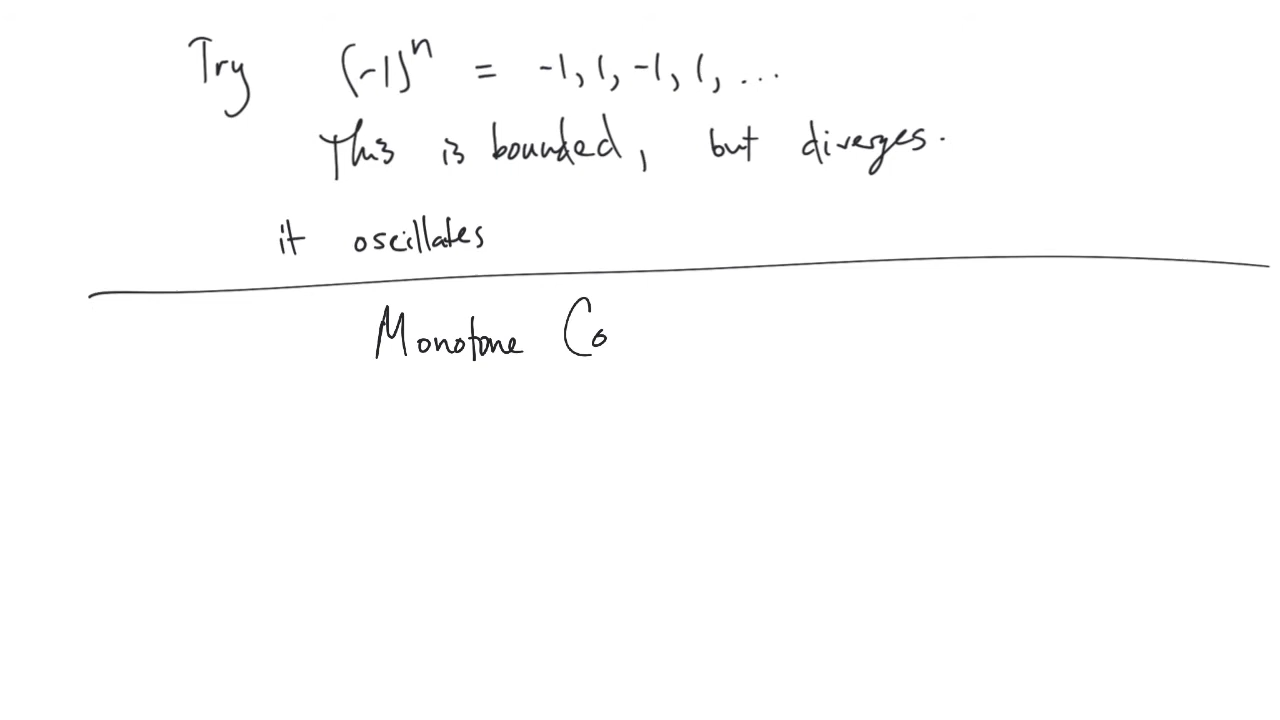 Try (-1)^n = -1, 1, -1, 1, ...
This is bounded, but diverges.
it oscillates
Monotone Co